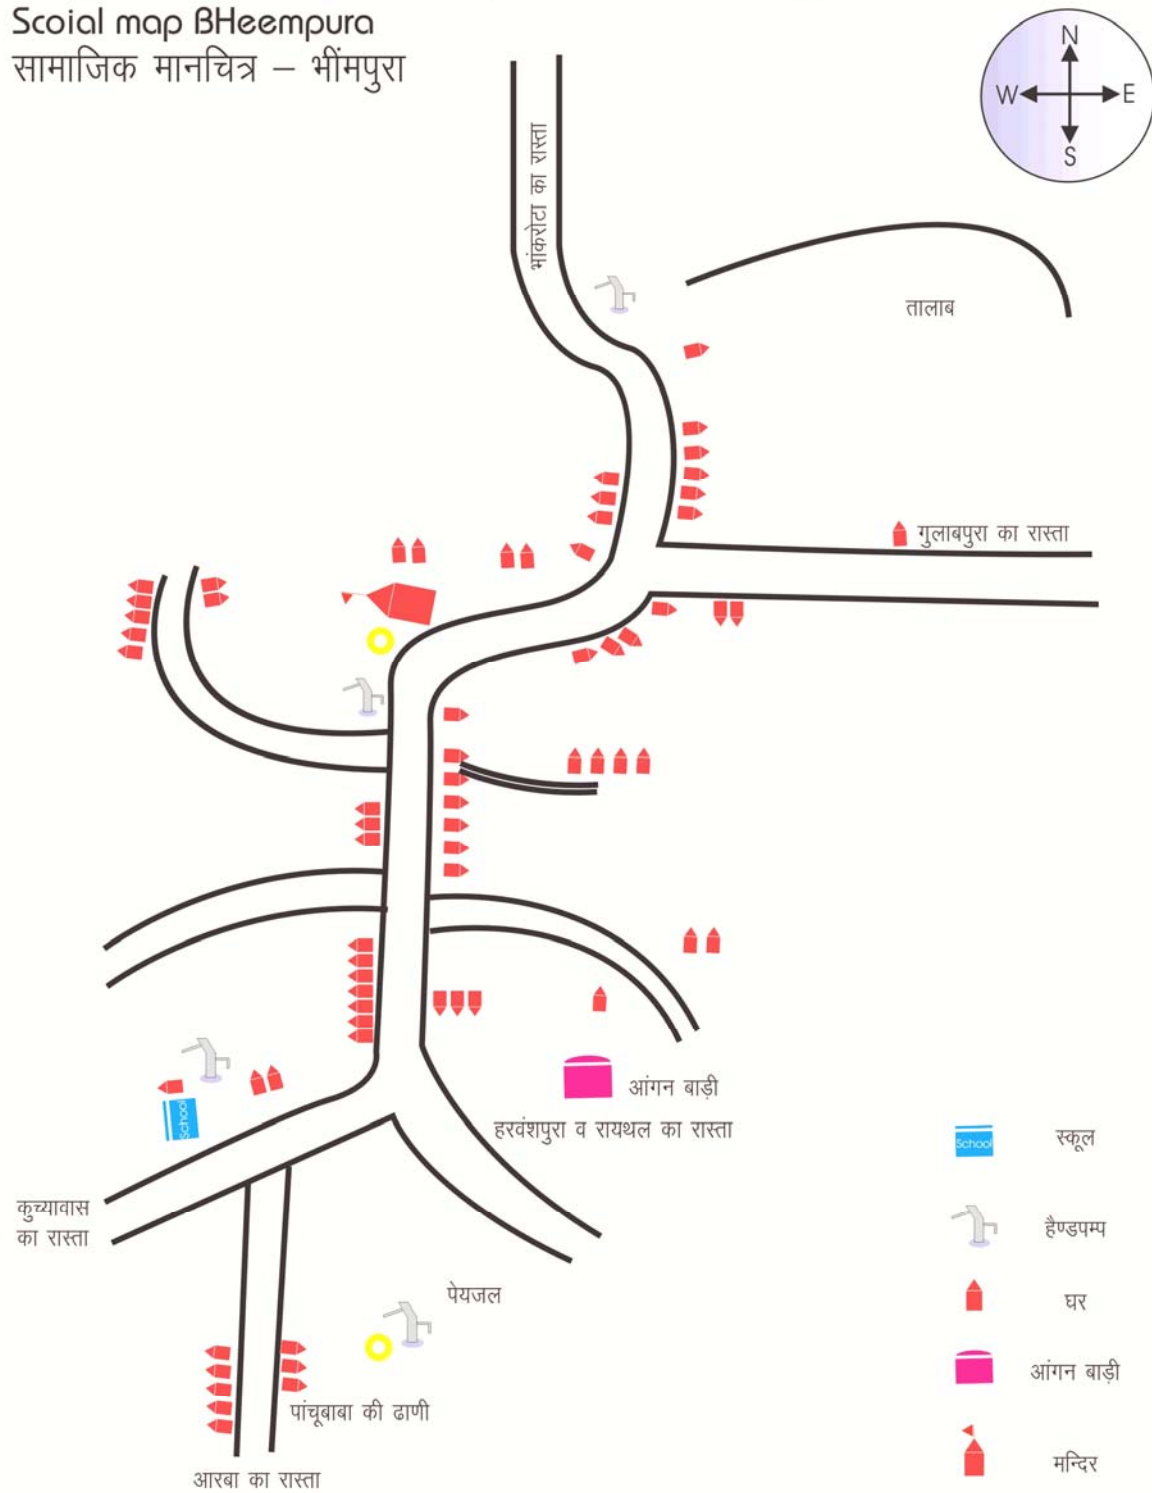 Scoial map BHeempura
सामाजिक मानचित्र – भींमपुरा
N
W E
S
भांकरोटा का रास्ता
तालाब
गुलाबपुरा का रास्ता
आंगन बाड़ी
हरवंशपुरा व रायथल का रास्ता
School
कुच्यावास
का रास्ता
पेयजल
पांचूबाबा की ढाणी
आरबा का रास्ता
School स्कूल
हैण्डपम्प
घर
आंगन बाड़ी
मन्दिर